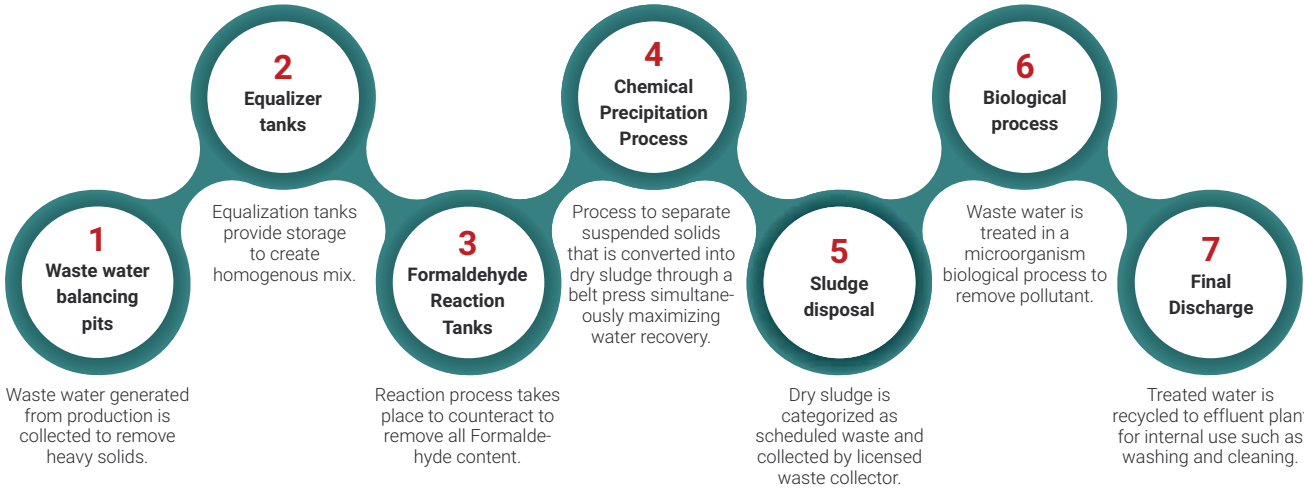 1
Waste water
balancing
pits
Waste water generated
from production is
collected to remove
heavy solids.
2
Equalizer
tanks
Equalization tanks
provide storage
to create
homogenous mix.
3
Formaldehyde
Reaction
Tanks
Reaction process takes
place to counteract to
remove all Formalde-
hyde content.
4
Chemical
Precipitation
Process
Process to separate
suspended solids
that is converted into
dry sludge through a
belt press simultane-
ously maximizing
water recovery.
5
Sludge
disposal
Dry sludge is
categorized as
scheduled waste and
collected by licensed
waste collector.
6
Biological
process
Waste water is
treated in a
microorganism
biological process to
remove pollutant.
7
Final
Discharge
Treated water is
recycled to effluent plant
for internal use such as
washing and cleaning.